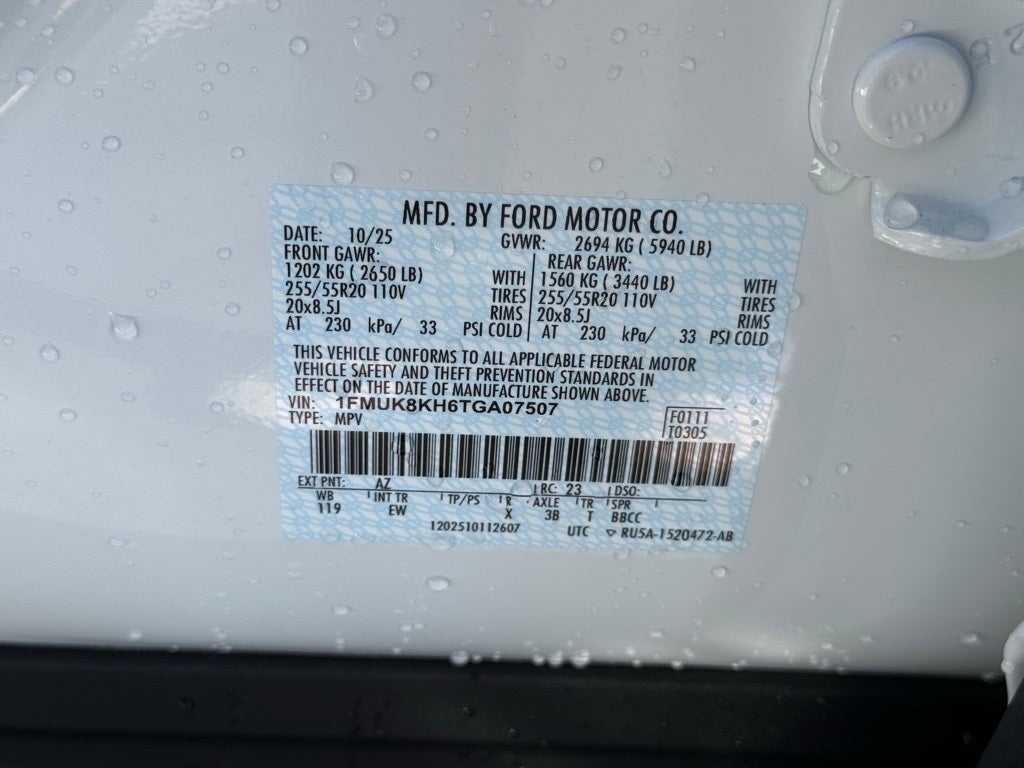 MFD. BY FORD MOTOR CO.
DATE: 10/25 GVWR: 2694 KG ( 5940 LB)
FRONT GAWR: REAR GAWR:
1202 KG ( 2650 LB) WITH 1560 KG ( 3440 LB) WITH
255/55R20 110V TIRES 255/55R20 110V TIRES
20x8.5J RIMS 20x8.5J RIMS
AT 230 kPa/ 33 PSI COLD AT 230 kPa/ 33 PSI COLD
THIS VEHICLE CONFORMS TO ALL APPLICABLE FEDERAL MOTOR
VEHICLE SAFETY AND THEFT PREVENTION STANDARDS IN
EFFECT ON THE DATE OF MANUFACTURE SHOWN ABOVE.
VIN: 1FMUK8KH6TGA07507 F0111
TYPE: MPV T0305
EXT PNT: AZ RC: 23 DSO:
WB INT TR TP/PS R AXLE TR SPR
119 EW X 3B T BBCC
1202510112607 UTC ▽ RU5A-1520472-AB